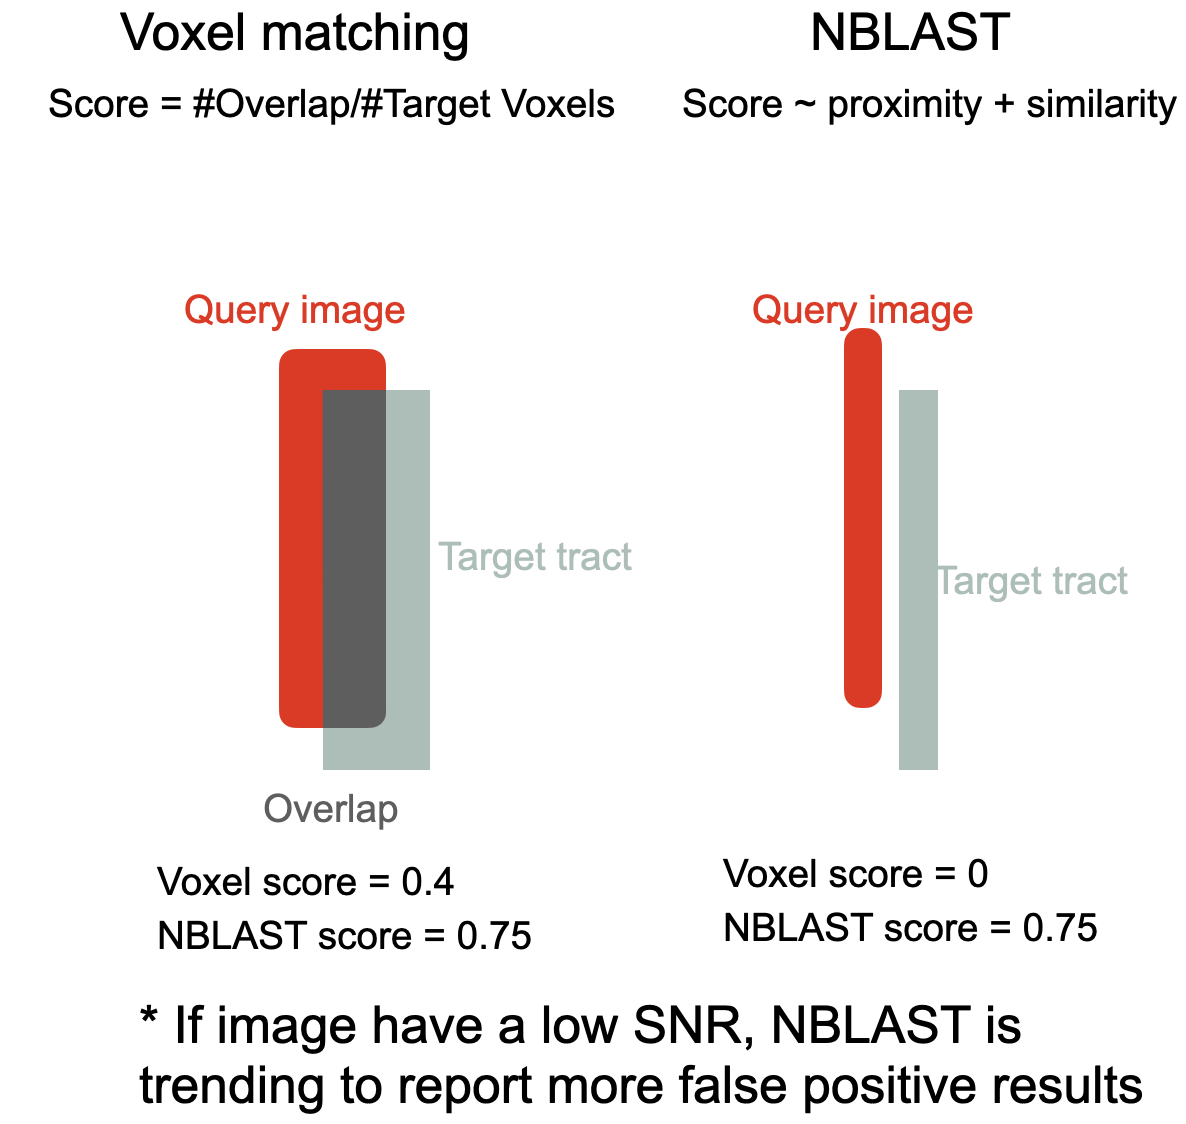 Voxel matching
Score = #Overlap/#Target Voxels
Query image
Target tract
Overlap
Voxel score = 0.4
NBLAST score = 0.75
NBLAST
Score ~ proximity + similarity
Query image
Target tract
Voxel score = 0
NBLAST score = 0.75
* If image have a low SNR, NBLAST is
trending to report more false positive results